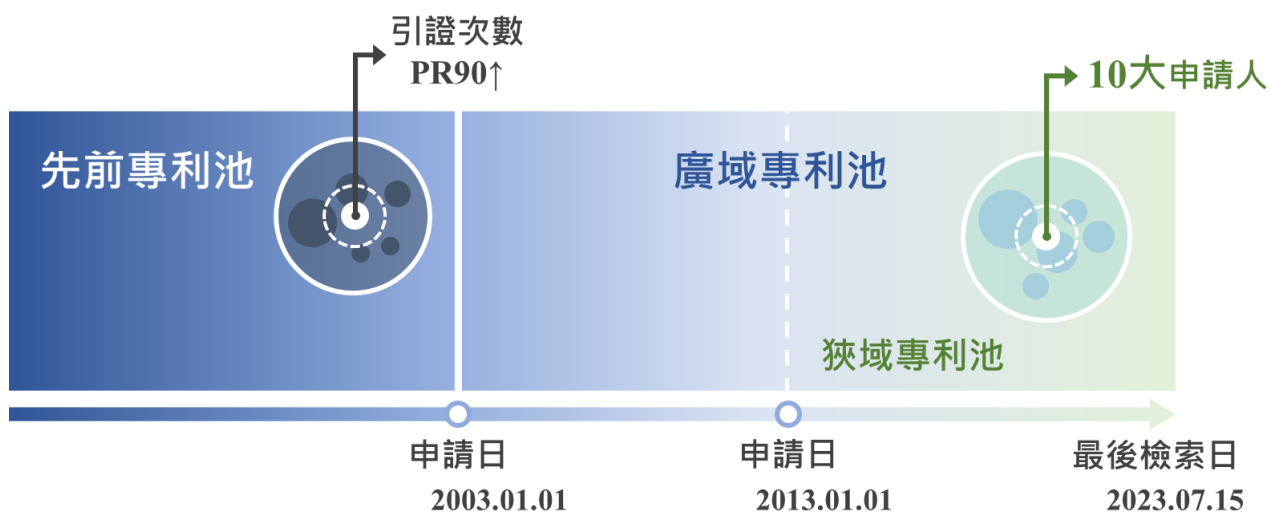 引證次數
PR90↑
10大申請人
先前專利池
廣域專利池
狹域專利池
申請日
2003.01.01
申請日
2013.01.01
最後檢索日
2023.07.15